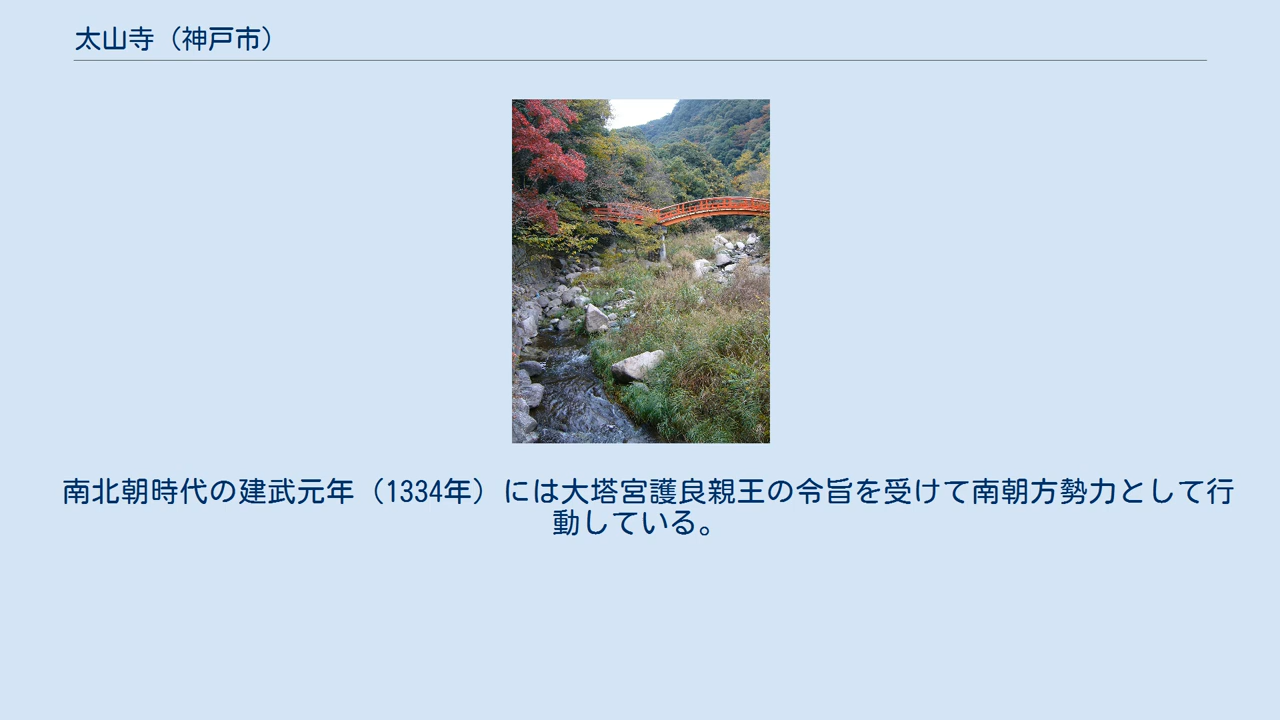 太山寺（神戸市）
南北朝時代の建武元年（1334年）には大塔宮護良親王の令旨を受けて南朝方勢力として行
動している。